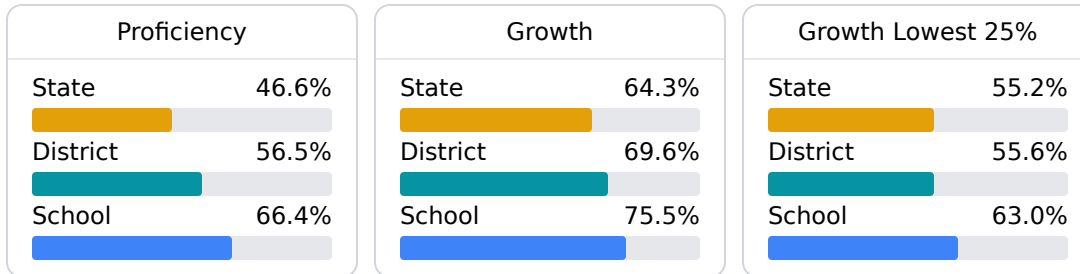 Proficiency
State 46.6%
District 56.5%
School 66.4%
Growth
State 64.3%
District 69.6%
School 75.5%
Growth Lowest 25%
State 55.2%
District 55.6%
School 63.0%